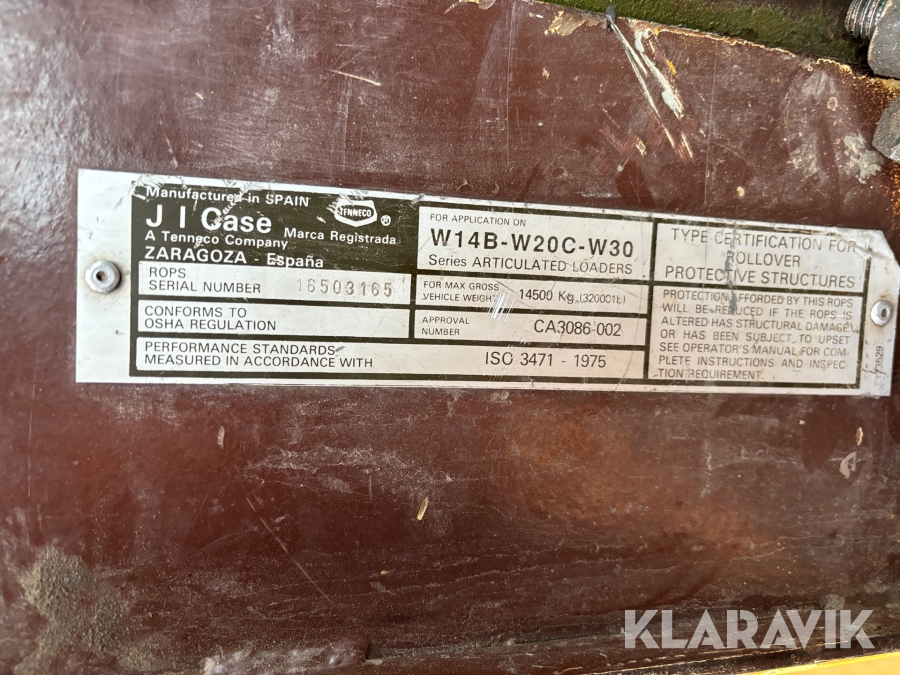 Manufactured in SPAIN
TENNECO ®
J I Case
A Tenneco Company Marca Registrada
ZARAGOZA - España
ROPS
SERIAL NUMBER 16503165
CONFORMS TO
OSHA REGULATION
PERFORMANCE STANDARDS
MEASURED IN ACCORDANCE WITH ISO 3471 - 1975
FOR APPLICATION ON
W14B-W20C-W30
Series ARTICULATED LOADERS
FOR MAX GROSS
VEHICLE WEIGHT 14500 Kg.
APPROVAL
NUMBER CA3086-002
TYPE CERTIFICATION FOR
ROLLOVER
PROTECTIVE STRUCTURES
PROTECTION AFFORDED BY THIS ROPS
WILL BE REDUCED IF THE ROPS IS
ALTERED HAS STRUCTURAL DAMAGE
OR HAS BEEN SUBJECT TO UPSET
SEE OPERATOR'S MANUAL FOR COM-
PLETE INSTRUCTIONS AND INSPEC
TION REQUIREMENT
KLARAVIK